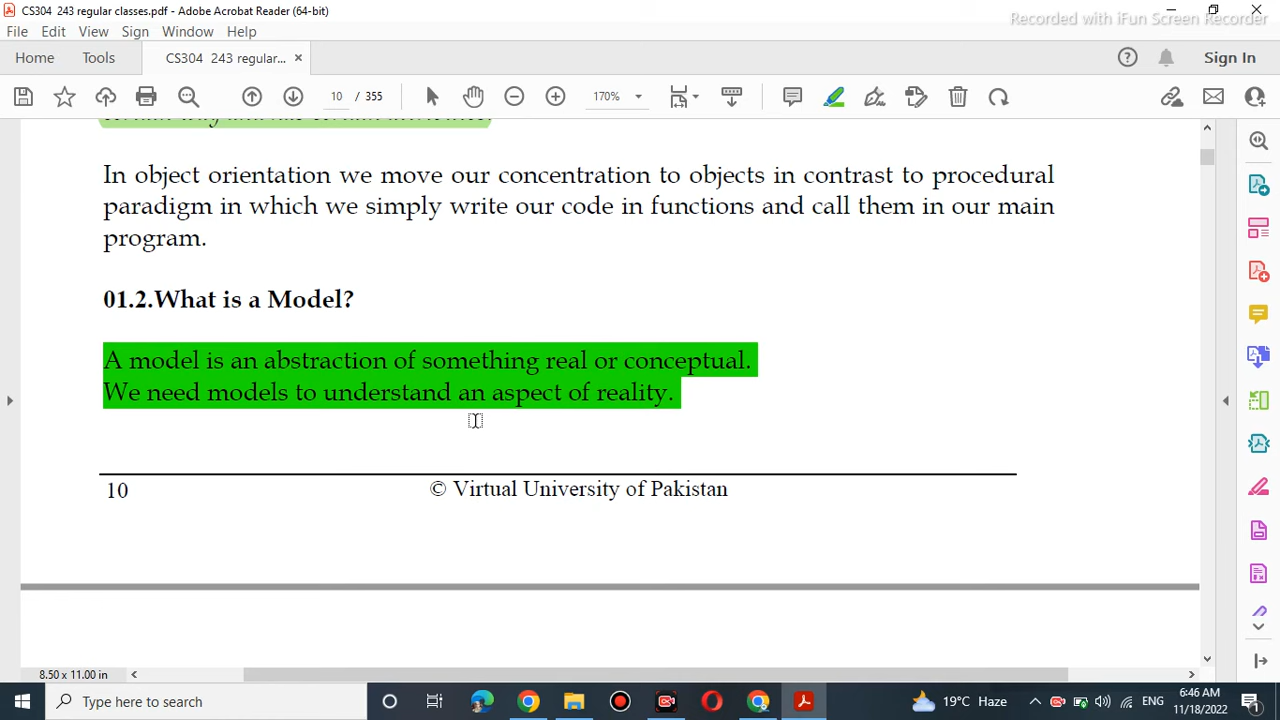 CS304 243 regular classes.pdf - Adobe Acrobat Reader (64-bit)
Recorded with iFun Screen Recorder
File Edit View Sign Window Help
Home Tools CS304 243 regular... × Sign In
10 / 355 170%
In object orientation we move our concentration to objects in contrast to procedural
paradigm in which we simply write our code in functions and call them in our main
program.
01.2.What is a Model?
A model is an abstraction of something real or conceptual.
We need models to understand an aspect of reality.
10 © Virtual University of Pakistan
8.50 x 11.00 in
Type here to search 19°C Haze ENG 6:46 AM
11/18/2022
1